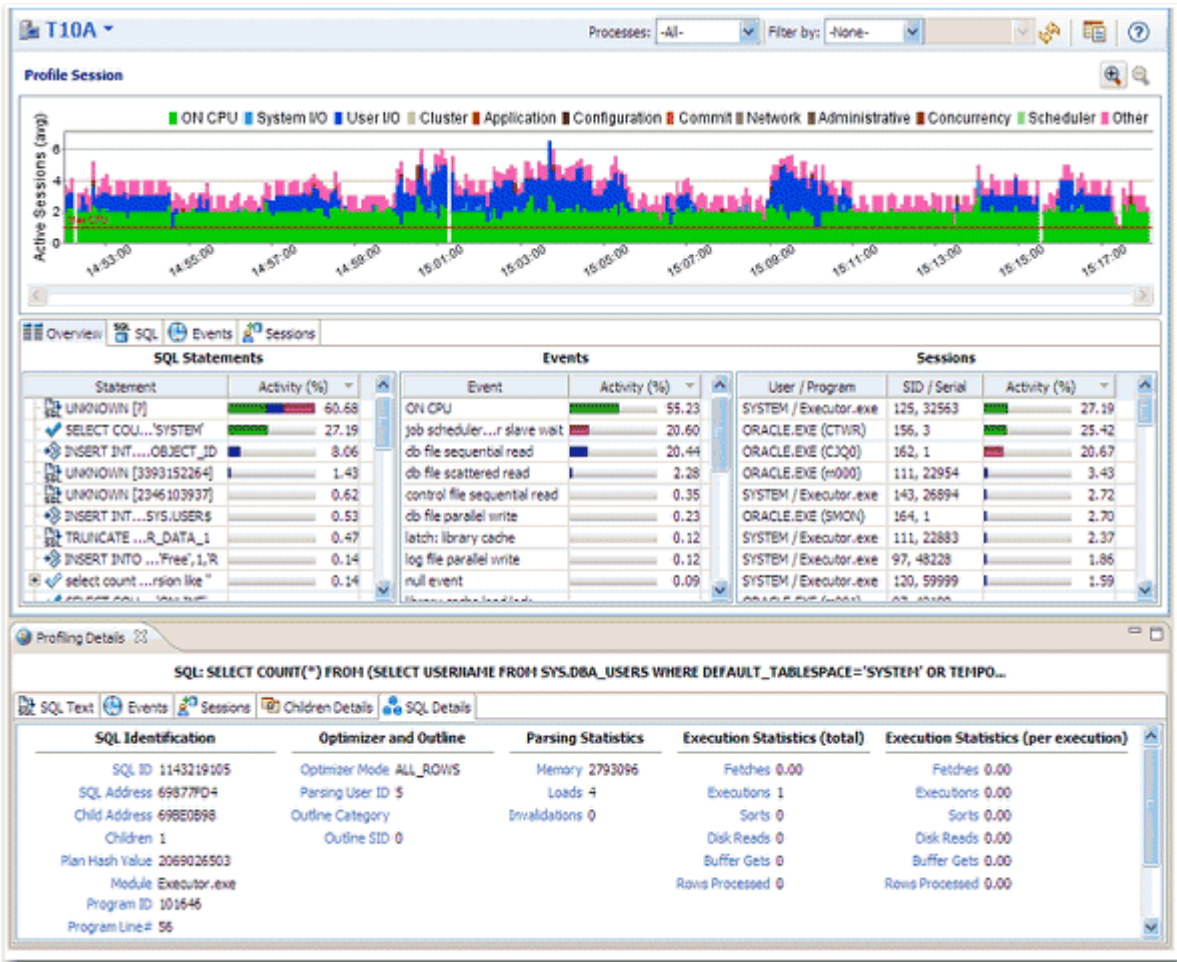 T10A
Processes: -All- Filter by: -None-
Profile Session
ON CPU System I/O User I/O Cluster Application Configuration Commit Network Administrative Concurrency Scheduler Other
Active Sessions (avg)
6
4
2
0
Max CPU
14:53:00 14:55:00 14:57:00 14:59:00 15:01:00 15:03:00 15:05:00 15:07:00 15:09:00 15:11:00 15:13:00 15:15:00 15:17:00
Overview SQL Events Sessions
SQL Statements Events Sessions
Statement Activity (%) Event Activity (%) User / Program SID / Serial Activity (%)
UNKNOWN [?] 60.68 ON CPU 55.23 SYSTEM / Executor.exe 125, 32563 27.19
SELECT COU...'SYSTEM' 27.19 job scheduler...r slave wait 20.60 ORACLE.EXE (CTWR) 156, 3 25.42
INSERT INT....OBJECT_ID 8.06 db file sequential read 20.44 ORACLE.EXE (CJQ0) 162, 1 20.67
UNKNOWN [3393152264] 1.43 db file scattered read 2.28 ORACLE.EXE (m000) 111, 22954 3.43
UNKNOWN [2346103937] 0.62 control file sequential read 0.35 SYSTEM / Executor.exe 143, 26894 2.72
INSERT INT...SYS.USER$ 0.53 db file parallel write 0.23 ORACLE.EXE (SMON) 164, 1 2.70
TRUNCATE ...R_DATA_1 0.47 latch: library cache 0.12 SYSTEM / Executor.exe 111, 22883 2.37
INSERT INTO ...'Free',1,'R 0.14 log file parallel write 0.12 SYSTEM / Executor.exe 97, 48228 1.86
select count ...rsion like '' 0.14 null event 0.09 SYSTEM / Executor.exe 120, 59999 1.59
Profiling Details
SQL: SELECT COUNT(*) FROM (SELECT USERNAME FROM SYS.DBA_USERS WHERE DEFAULT_TABLESPACE='SYSTEM' OR TEMPO...
SQL Text Events Sessions Children Details SQL Details
SQL Identification Optimizer and Outline Parsing Statistics Execution Statistics (total) Execution Statistics (per execution)
SQL ID 1143219105 Optimizer Mode ALL_ROWS Memory 2793096 Fetches 0.00 Fetches 0.00
SQL Address 69877FD4 Parsing User ID 5 Loads 4 Executions 1 Executions 0.00
Child Address 69BE0B98 Outline Category Invalidations 0 Sorts 0 Sorts 0.00
Children 1 Outline SID 0 Disk Reads 0 Disk Reads 0.00
Plan Hash Value 2069026503 Buffer Gets 0 Buffer Gets 0.00
Module Executor.exe Rows Processed 0 Rows Processed 0.00
Program ID 101646
Program Line# 56